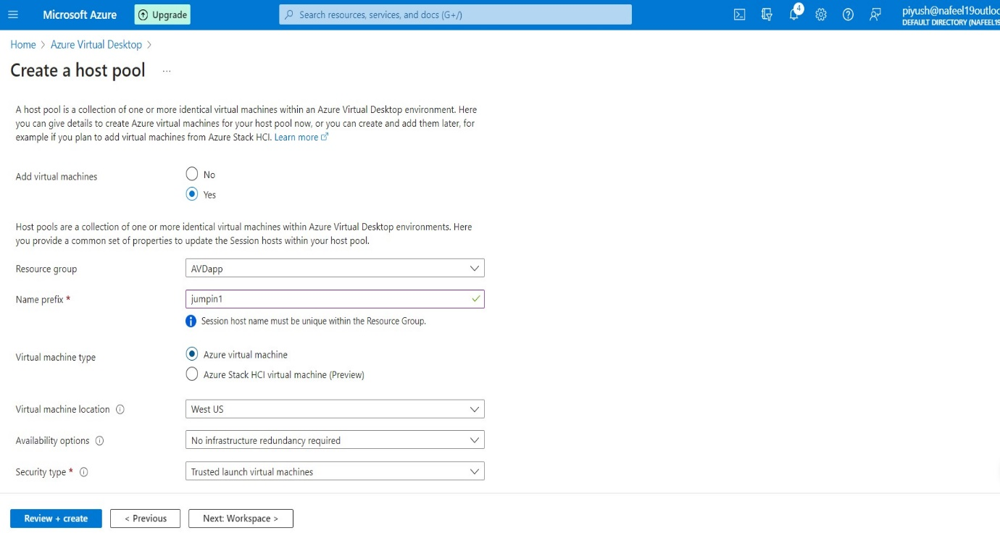 Microsoft Azure
Upgrade
Search resources, services, and docs (G+/)
4
piyush@nafeel19outloc
DEFAULT DIRECTORY (NAFEEL19
Home > Azure Virtual Desktop >
Create a host pool ...
A host pool is a collection of one or more identical virtual machines within an Azure Virtual Desktop environment. Here
you can give details to create Azure virtual machines for your host pool now, or you can create and add them later, for
example if you plan to add virtual machines from Azure Stack HCI. Learn more
Add virtual machines
No
Yes
Host pools are a collection of one or more identical virtual machines within Azure Virtual Desktop environments. Here
you provide a common set of properties to update the Session hosts within your host pool.
Resource group
AVDapp
Name prefix *
jumpin1
Session host name must be unique within the Resource Group.
Virtual machine type
Azure virtual machine
Azure Stack HCI virtual machine (Preview)
Virtual machine location
West US
Availability options
No infrastructure redundancy required
Security type *
Trusted launch virtual machines
Review + create
< Previous
Next: Workspace >